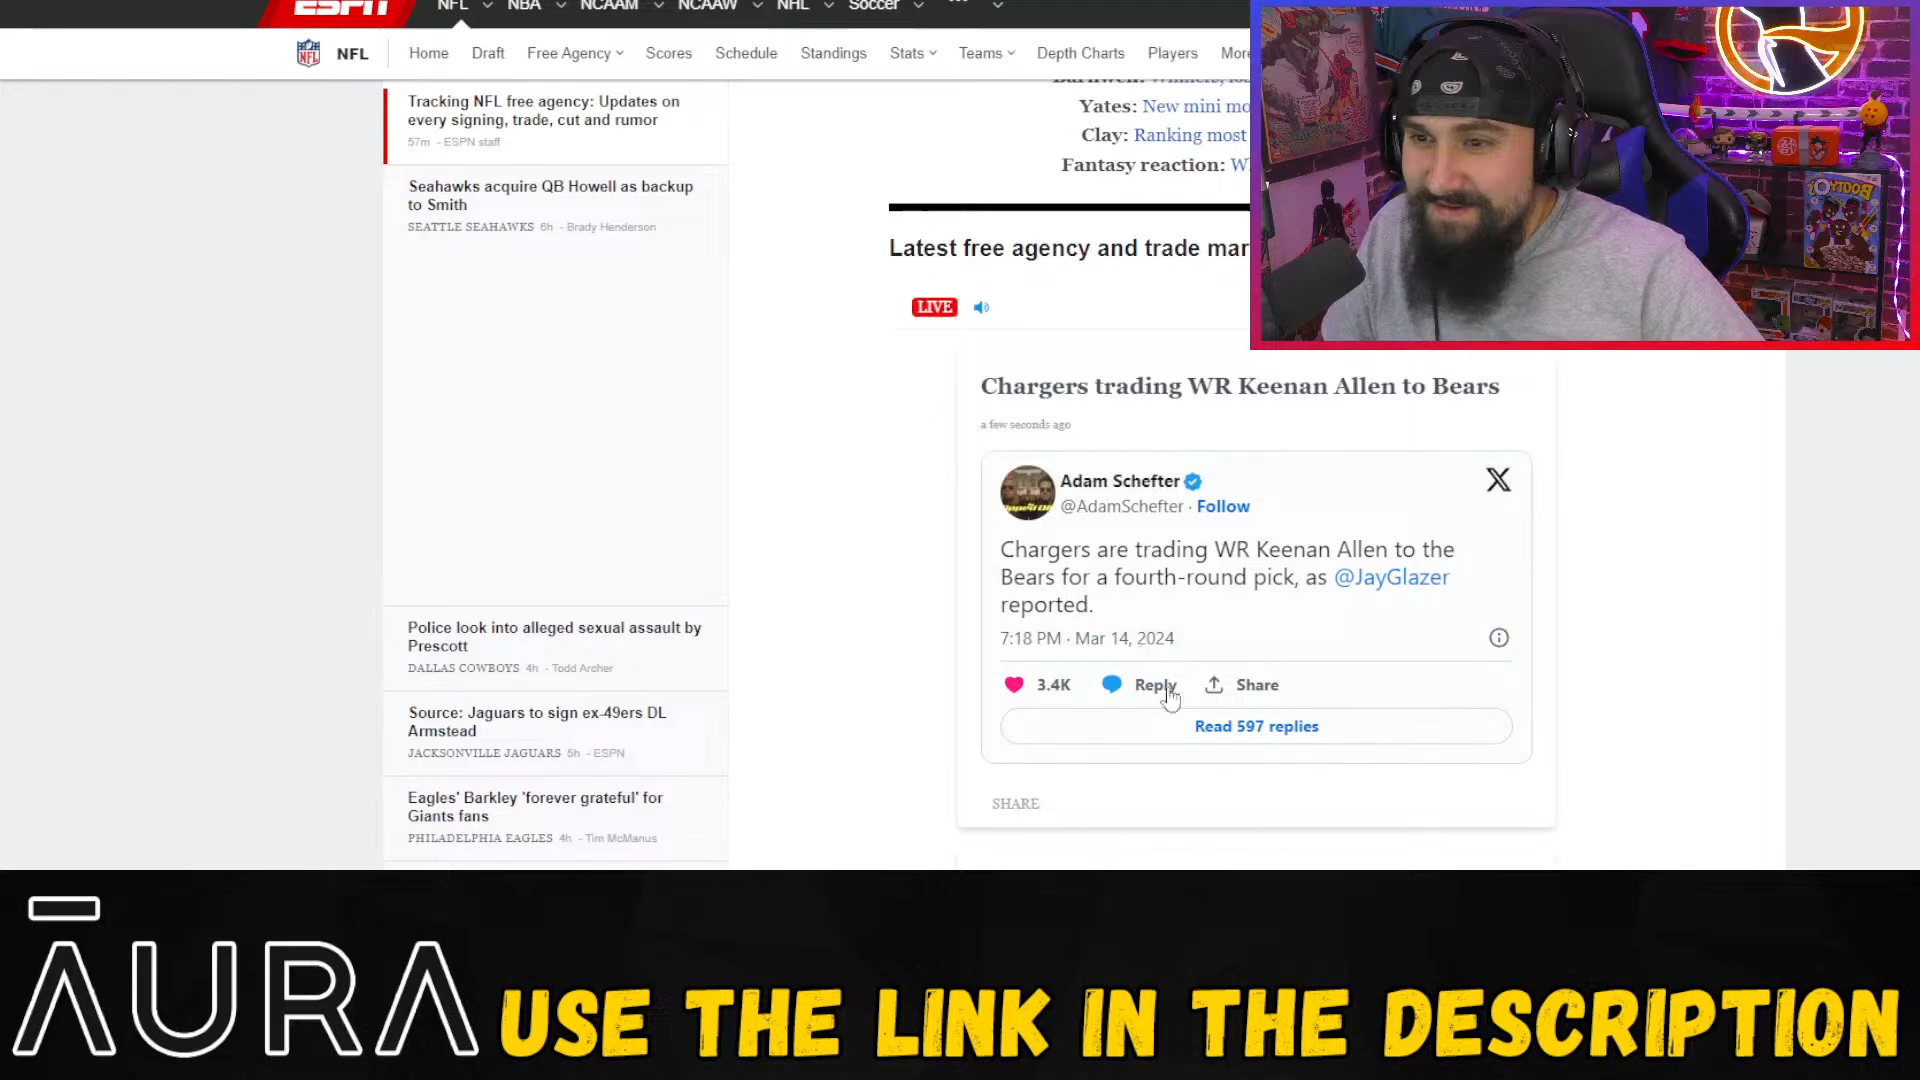 ESPN
NFL NBA NCAAM NCAAW NHL Soccer
NFL Home Draft Free Agency Scores Schedule Standings Stats Teams Depth Charts Players More
Tracking NFL free agency: Updates on
every signing, trade, cut and rumor
57m - ESPN staff
Seahawks acquire QB Howell as backup
to Smith
SEATTLE SEAHAWKS 6h - Brady Henderson
Police look into alleged sexual assault by
Prescott
DALLAS COWBOYS 4h - Todd Archer
Source: Jaguars to sign ex-49ers DL
Armstead
JACKSONVILLE JAGUARS 5h - ESPN
Eagles' Barkley 'forever grateful' for
Giants fans
PHILADELPHIA EAGLES 4h - Tim McManus
Barnwell: Winners,
Yates: New mini
Clay: Ranking most
Fantasy reaction:
Latest free agency and trade
LIVE
Chargers trading WR Keenan Allen to Bears
a few seconds ago
Adam Schefter
@AdamSchefter · Follow
X
Chargers are trading WR Keenan Allen to the
Bears for a fourth-round pick, as @JayGlazer
reported.
7:18 PM · Mar 14, 2024
3.4K Reply Share
Read 597 replies
SHARE
ĀURA USE THE LINK IN THE DESCRIPTION